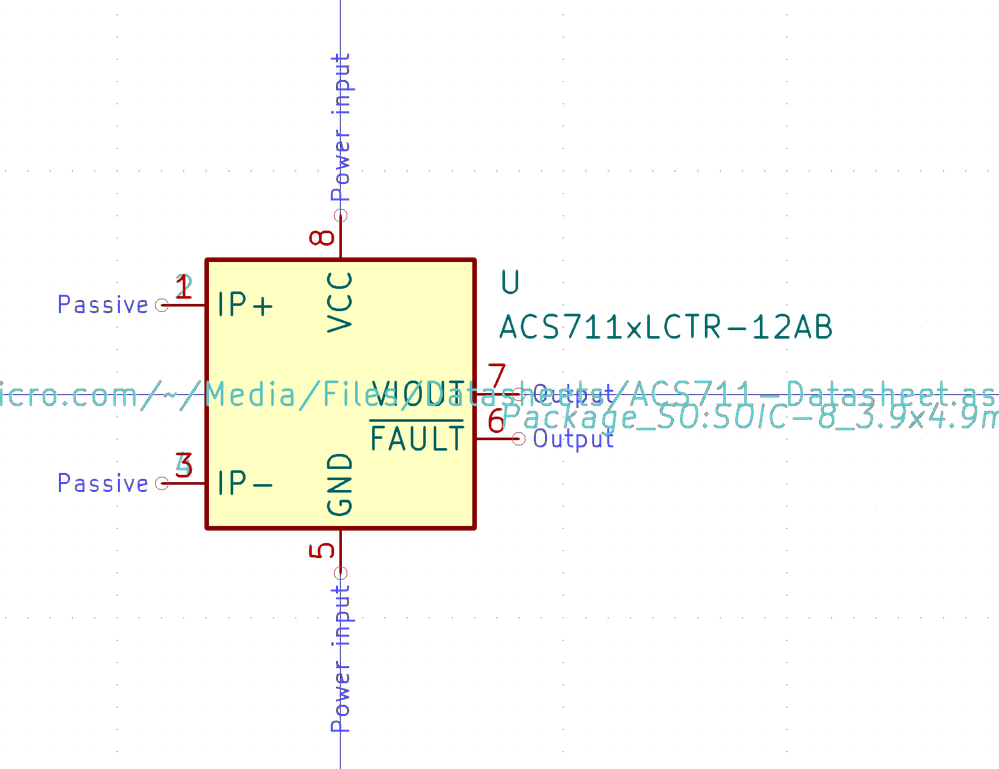 Power input
8
VCC
U
ACS711xLCTR-12AB
2
1
Passive
IP+
7
VIOUT
Output
icro.com/~/Media/Files/Datasheets/ACS711-Datasheet.as
Package_SO:SOIC-8_3.9x4.9m
6
FAULT
Output
4
3
Passive
IP-
GND
5
Power input